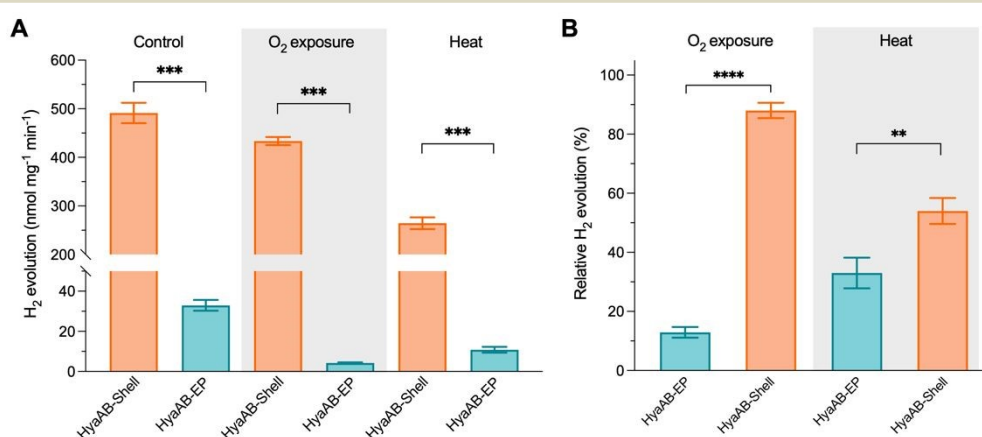 A
Control
O₂ exposure
Heat
H₂ evolution (nmol mg⁻¹ min⁻¹)
600
500
400
300
200
40
20
0
***
***
***
HyaAB-Shell
HyaAB-EP
HyaAB-Shell
HyaAB-EP
HyaAB-Shell
HyaAB-EP
B
O₂ exposure
Heat
Relative H₂ evolution (%)
100
80
60
40
20
0
****
**
HyaAB-EP
HyaAB-Shell
HyaAB-EP
HyaAB-Shell